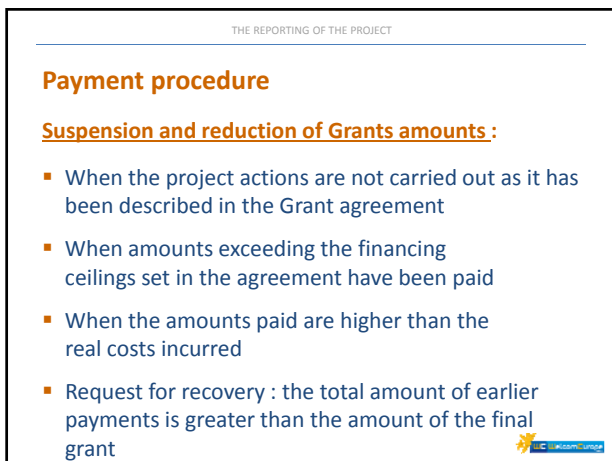 THE REPORTING OF THE PROJECT
Payment procedure
Suspension and reduction of Grants amounts :
▪ When the project actions are not carried out as it has
been described in the Grant agreement
▪ When amounts exceeding the financing
ceilings set in the agreement have been paid
▪ When the amounts paid are higher than the
real costs incurred
▪ Request for recovery : the total amount of earlier
payments is greater than the amount of the final
grant
WelcomEurope